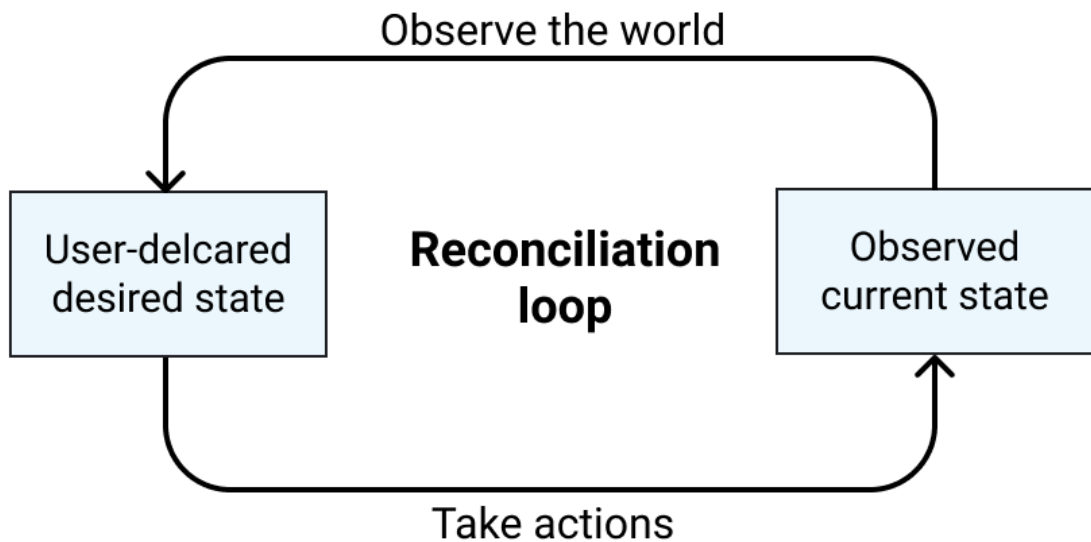 Observe the world
User-delcared
desired state
Reconciliation
loop
Observed
current state
Take actions